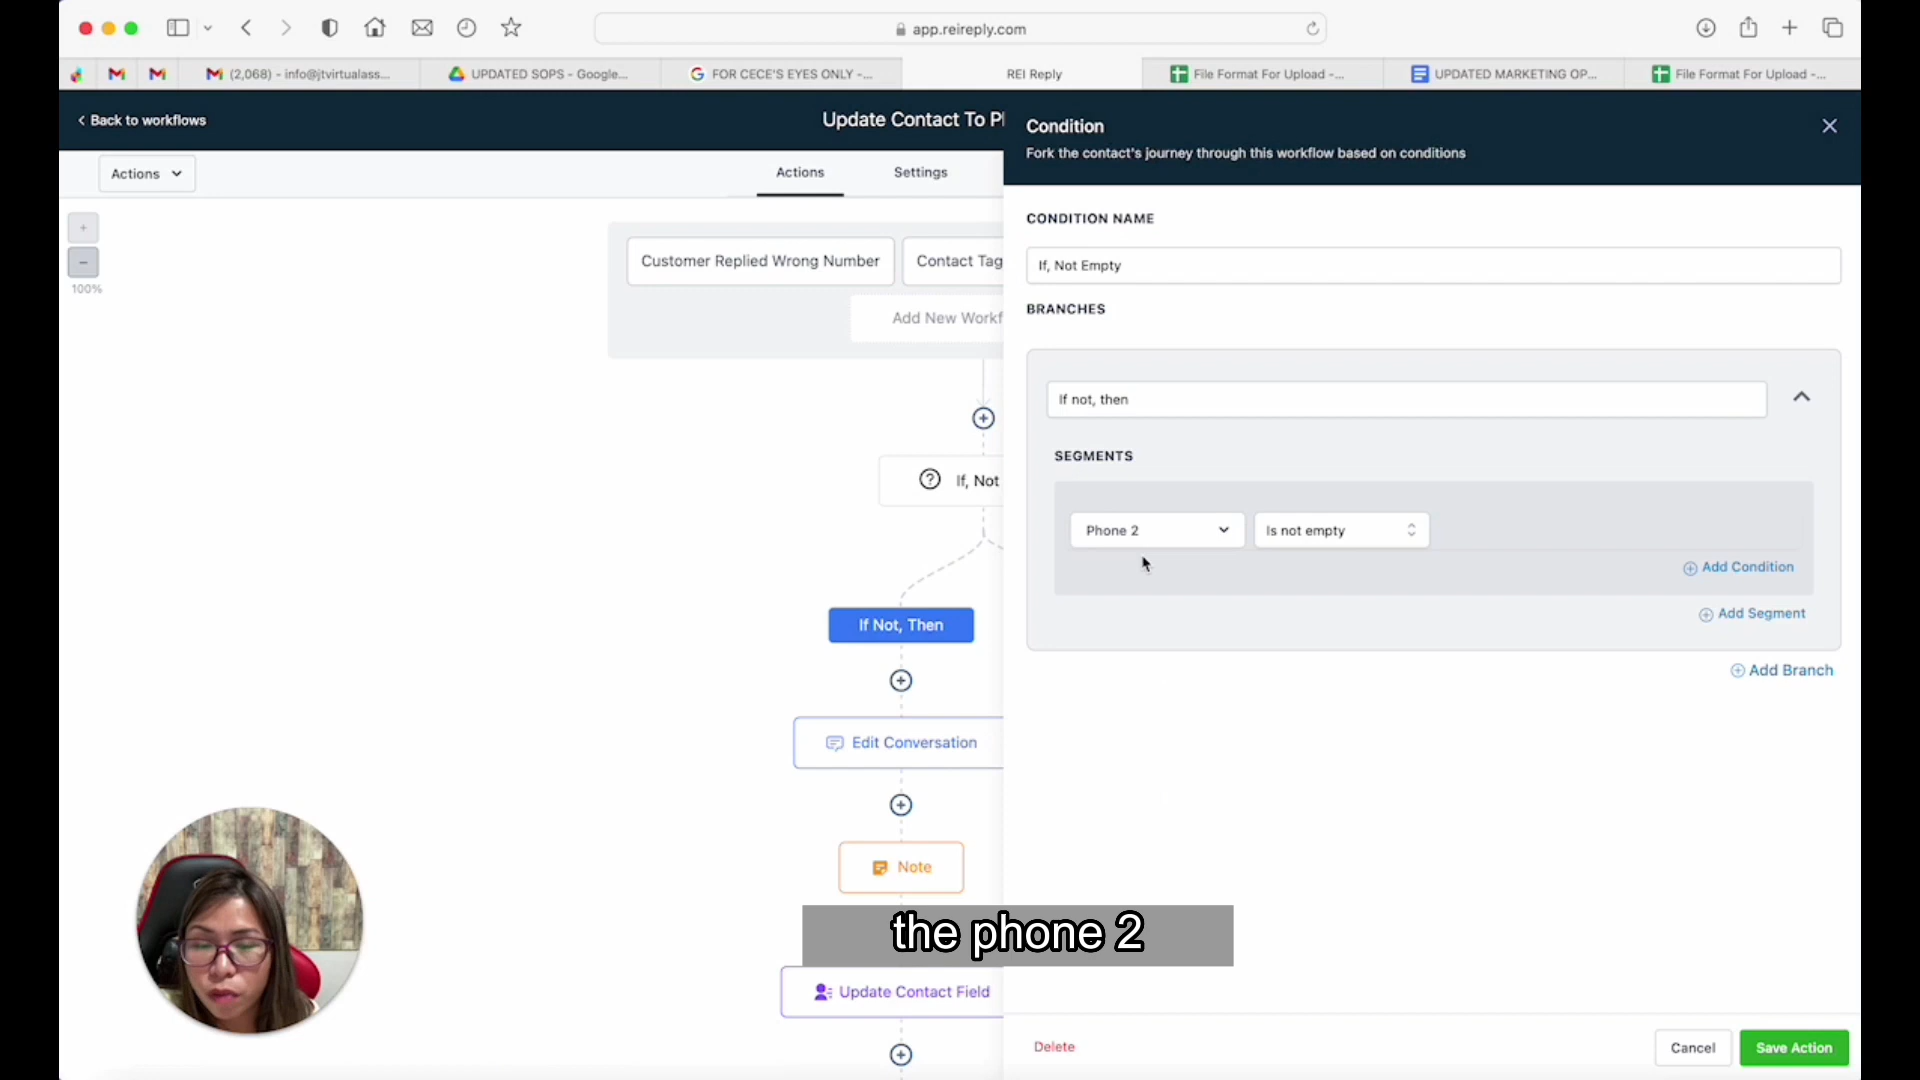 app.reireply.com
(2,068) - info@jtvirtualass...
UPDATED SOPS - Google...
FOR CECE'S EYES ONLY -...
REI Reply
File Format For Upload -...
UPDATED MARKETING OP...
File Format For Upload -...
Back to workflows
Update Contact To P
Actions
Actions
Settings
100%
Customer Replied Wrong Number
Contact Tag
Add New Workf
If, Not
If Not, Then
Edit Conversation
Note
Update Contact Field
Condition
Fork the contact's journey through this workflow based on conditions
CONDITION NAME
If, Not Empty
BRANCHES
If not, then
SEGMENTS
Phone 2
Is not empty
Add Condition
Add Segment
Add Branch
the phone 2
Delete
Cancel
Save Action